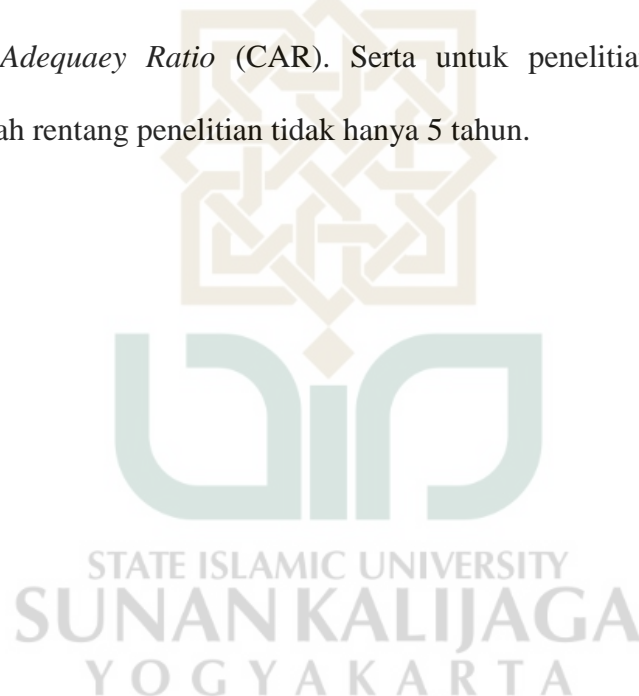 Adequaey Ratio (CAR). Serta untuk penelitia
ah rentang penelitian tidak hanya 5 tahun.
STATE ISLAMIC UNIVERSITY
SUNAN KALIJAGA
YOGYAKARTA